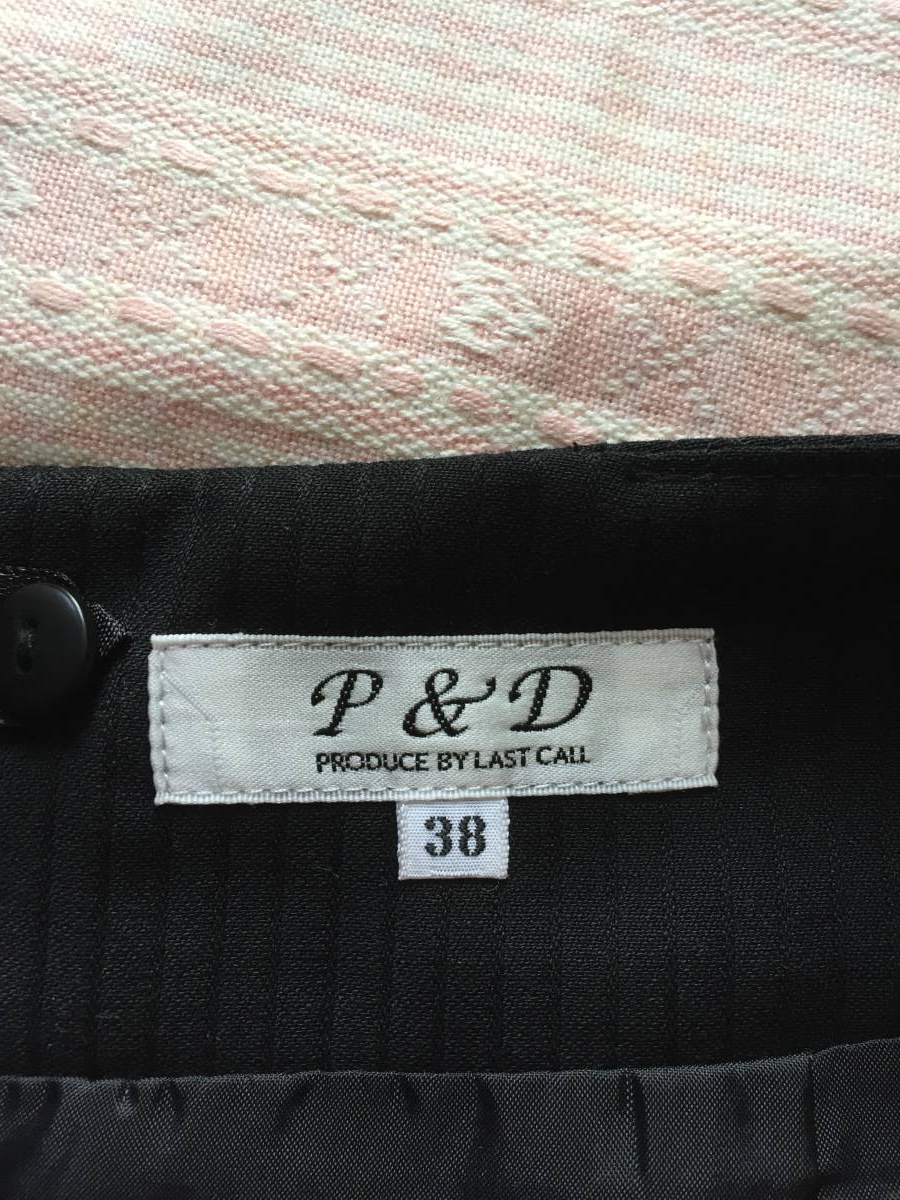 P & D
PRODUCE BY LAST CALL
38